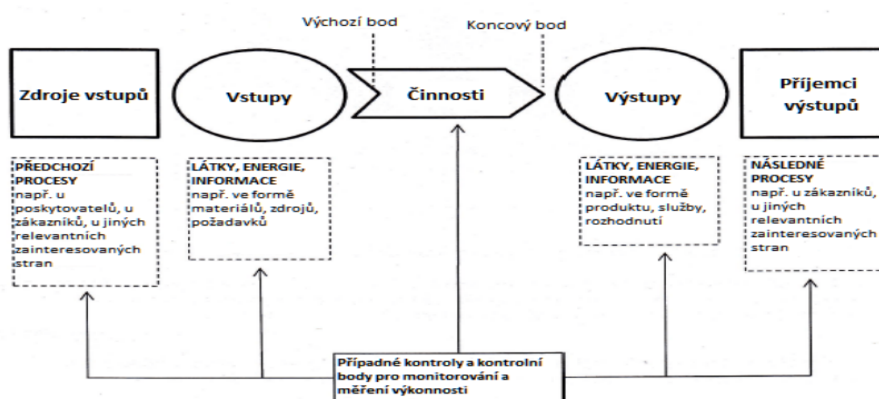 Výchozí bod
Koncový bod
Zdroje vstupů
Vstupy
Činnosti
Výstupy
Příjemci
výstupů
PŘEDCHOZÍ
PROCESY
např. u
poskytovatelů, u
zákazníků, u jiných
relevantních
zainteresovaných
stran
LÁTKY, ENERGIE,
INFORMACE
např. ve formě
materiálů, zdrojů,
požadavků
LÁTKY, ENERGIE,
INFORMACE
např. ve formě
produktu, služby,
rozhodnutí
NÁSLEDNÉ
PROCESY
např. u zákazníků,
u jiných
relevantních
zainteresovaných
stran
Případné kontroly a kontrolní
body pro monitorování a
měření výkonnosti